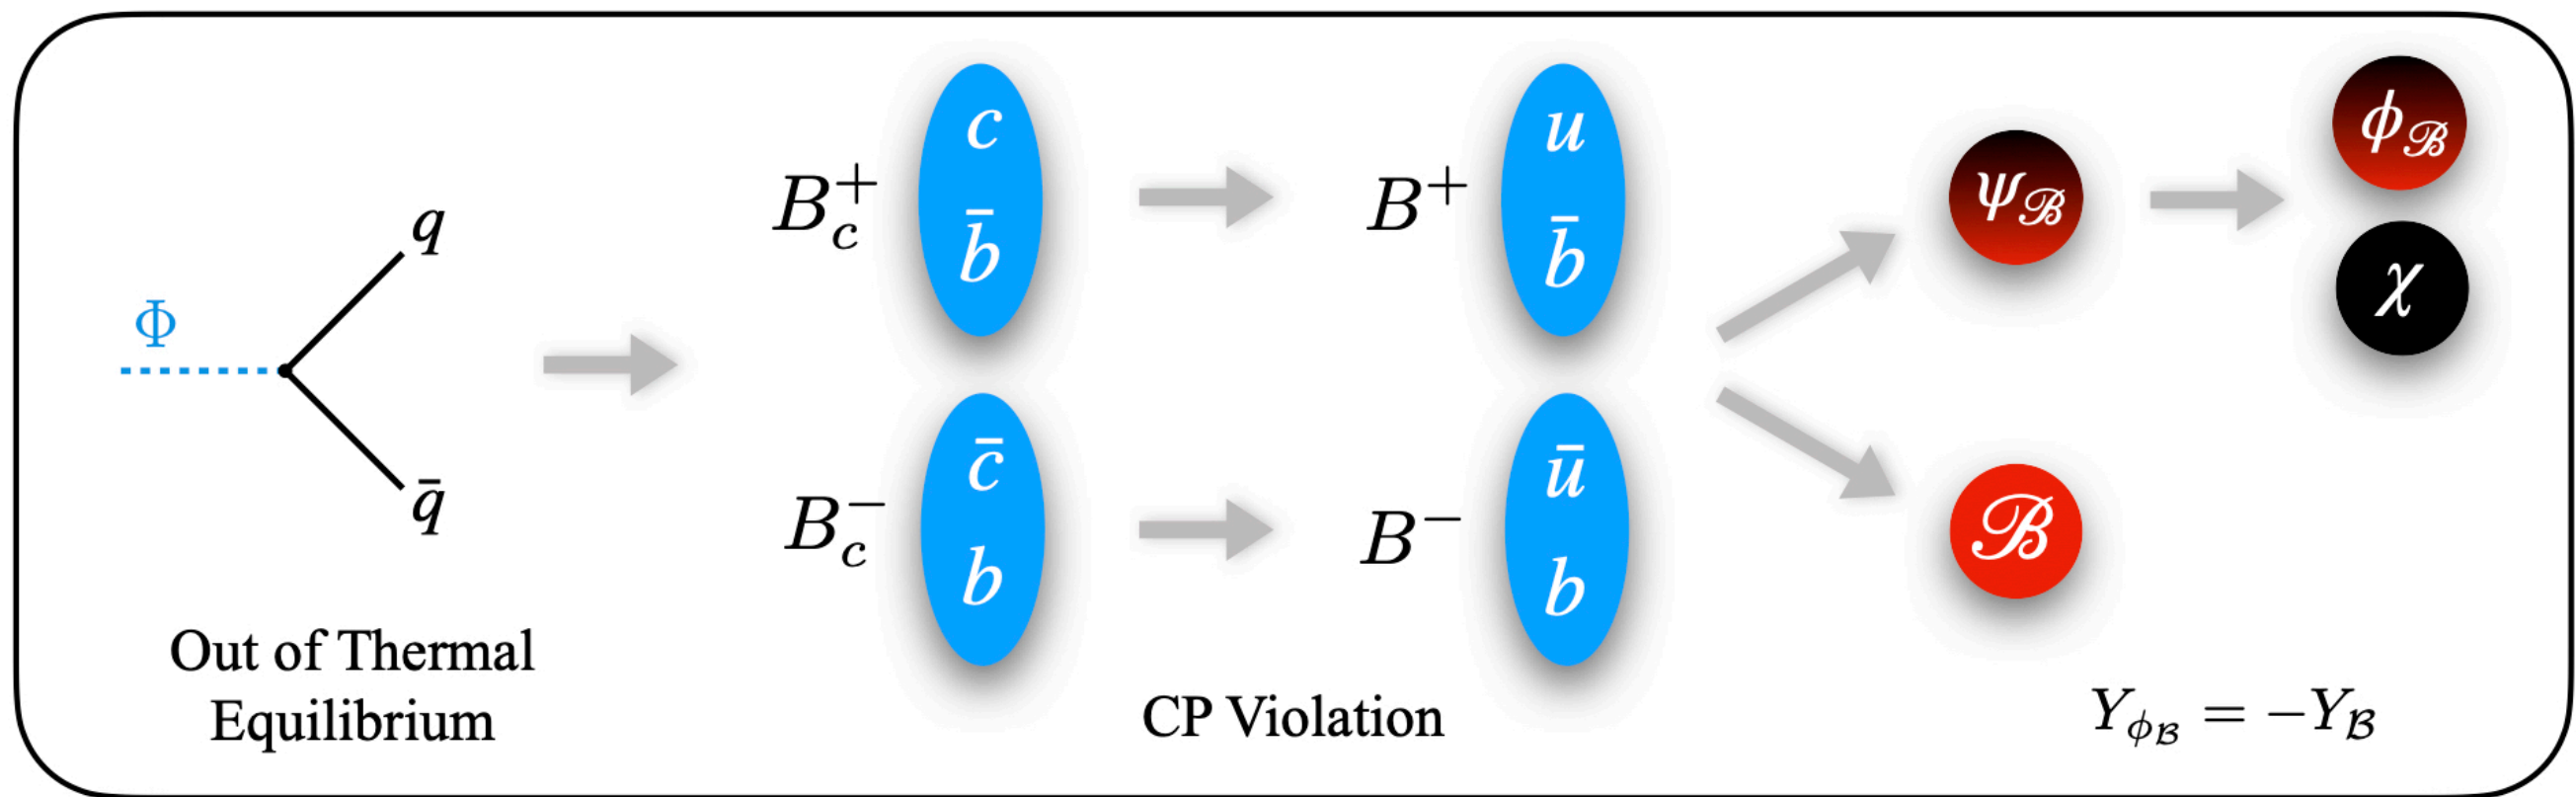 Φ
q
q̄
Out of Thermal
Equilibrium
B_c^+
c
b̄
B_c^-
c̄
b
CP Violation
B^+
u
b̄
B^-
ū
b
ψ_ℬ
ℬ
ϕ_ℬ
χ
Y_{ϕ_ℬ} = −Y_ℬ